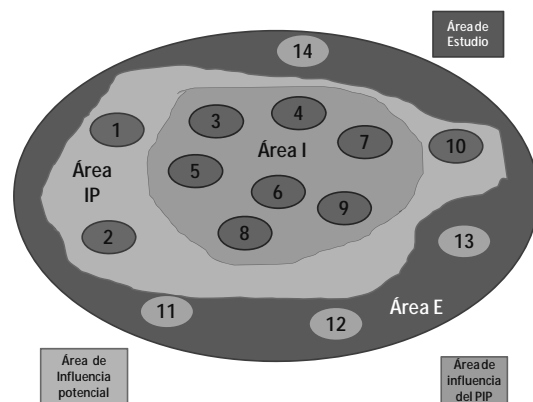 Área de
Estudio
14
4
3
1
7
10
Área I
5
Área
IP
6
9
8
2
13
11
12
Área E
Área de
Influencia
potencial
Área de
influencia
del PIP